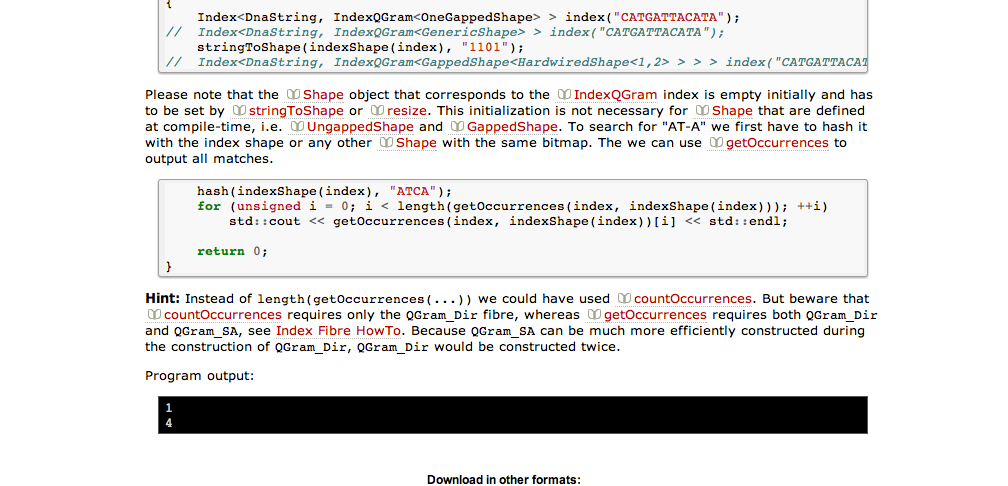 {
Index<DnaString, IndexQGram<OneGappedShape> > index("CATGATTACATA");
//  Index<DnaString, IndexQGram<GenericShape> > index("CATGATTACATA");
stringToShape(indexShape(index), "1101");
//  Index<DnaString, IndexQGram<GappedShape<HardwiredShape<1,2> > > > index("CATGATTACAT
Please note that the Shape object that corresponds to the IndexQGram index is empty initially and has
to be set by stringToShape or resize. This initialization is not necessary for Shape that are defined
at compile-time, i.e. UngappedShape and GappedShape. To search for "AT-A" we first have to hash it
with the index shape or any other Shape with the same bitmap. The we can use getOccurrences to
output all matches.
hash(indexShape(index), "ATCA");
for (unsigned i = 0; i < length(getOccurrences(index, indexShape(index))); ++i)
std::cout << getOccurrences(index, indexShape(index))[i] << std::endl;
return 0;
}
Hint: Instead of length(getOccurrences(...)) we could have used countOccurrences. But beware that
countOccurrences requires only the QGram_Dir fibre, whereas getOccurrences requires both QGram_Dir
and QGram_SA, see Index Fibre HowTo. Because QGram_SA can be much more efficiently constructed during
the construction of QGram_Dir, QGram_Dir would be constructed twice.
Program output:
1
4
Download in other formats: